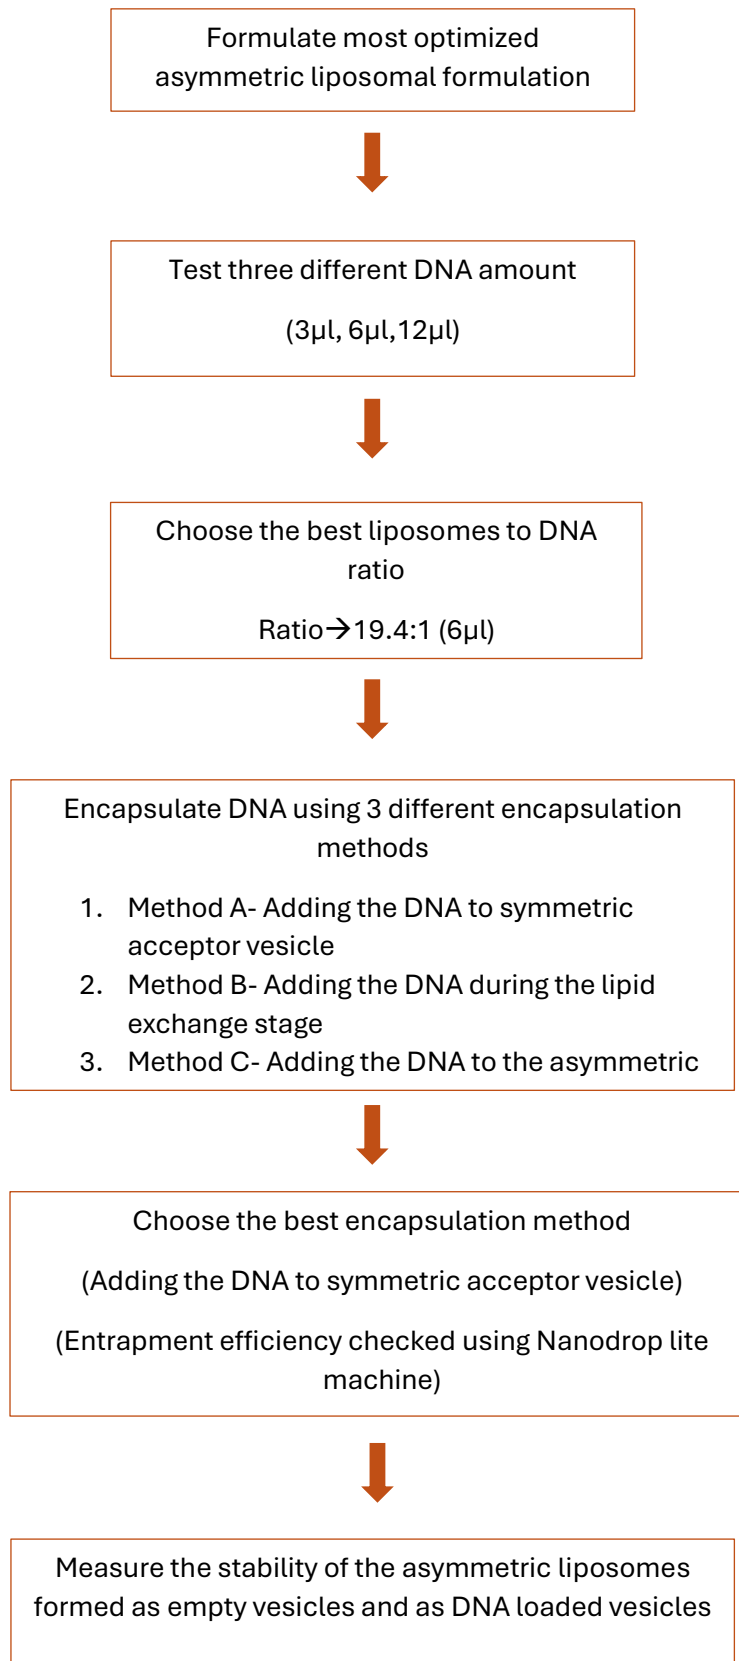 Formulate most optimized
asymmetric liposomal formulation
Test three different DNA amount
(3µl, 6µl,12µl)
Choose the best liposomes to DNA
ratio
Ratio→19.4:1 (6µl)
Encapsulate DNA using 3 different encapsulation
methods
1. Method A- Adding the DNA to symmetric
acceptor vesicle
2. Method B- Adding the DNA during the lipid
exchange stage
3. Method C- Adding the DNA to the asymmetric
Choose the best encapsulation method
(Adding the DNA to symmetric acceptor vesicle)
(Entrapment efficiency checked using Nanodrop lite
machine)
Measure the stability of the asymmetric liposomes
formed as empty vesicles and as DNA loaded vesicles